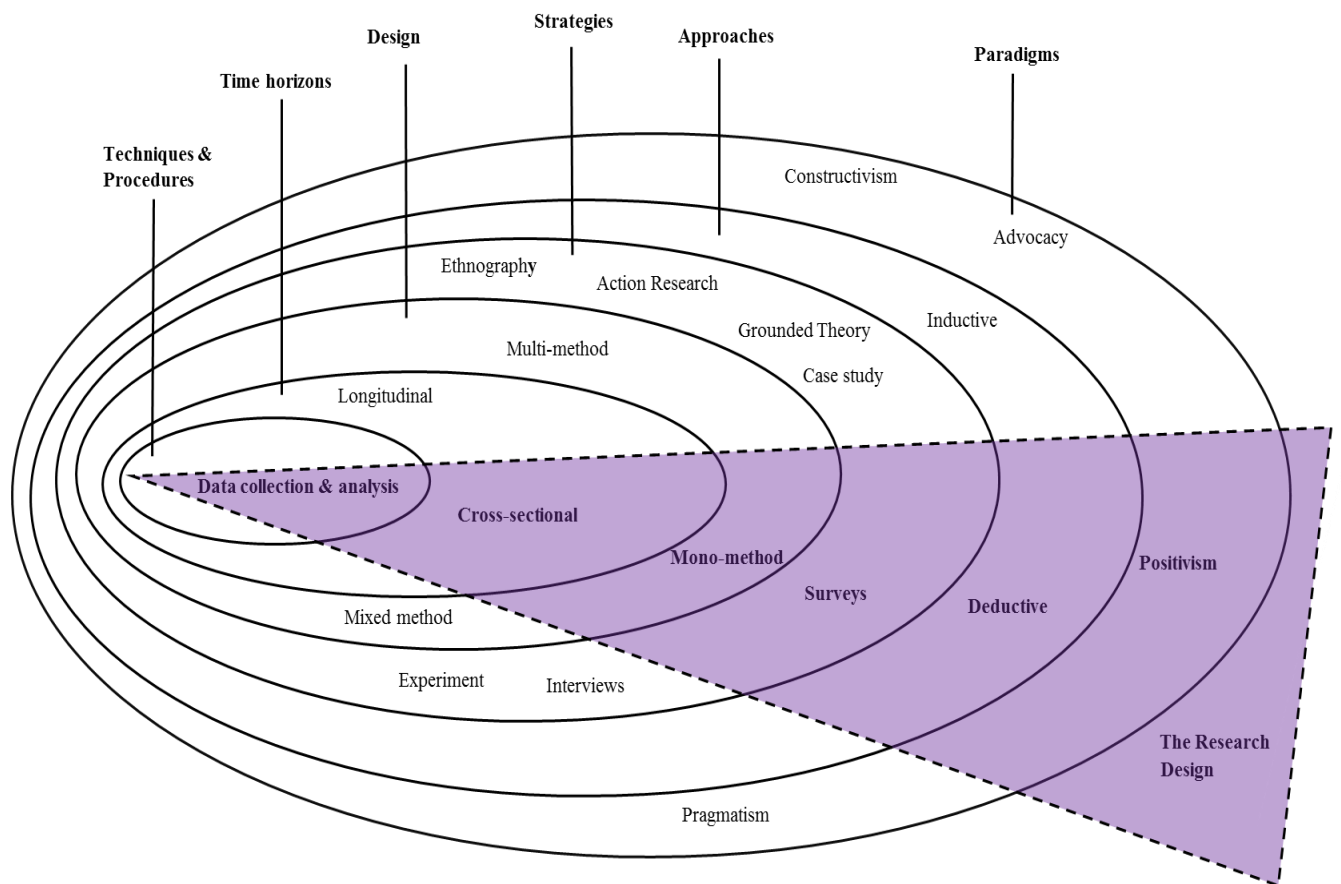 Strategies
Design
Approaches
Paradigms
Time horizons
Techniques &
Procedures
Constructivism
Advocacy
Ethnography
Action Research
Inductive
Grounded Theory
Multi-method
Case study
Longitudinal
Data collection & analysis
Cross-sectional
Mono-method
Positivism
Surveys
Deductive
Mixed method
Experiment
Interviews
The Research
Design
Pragmatism